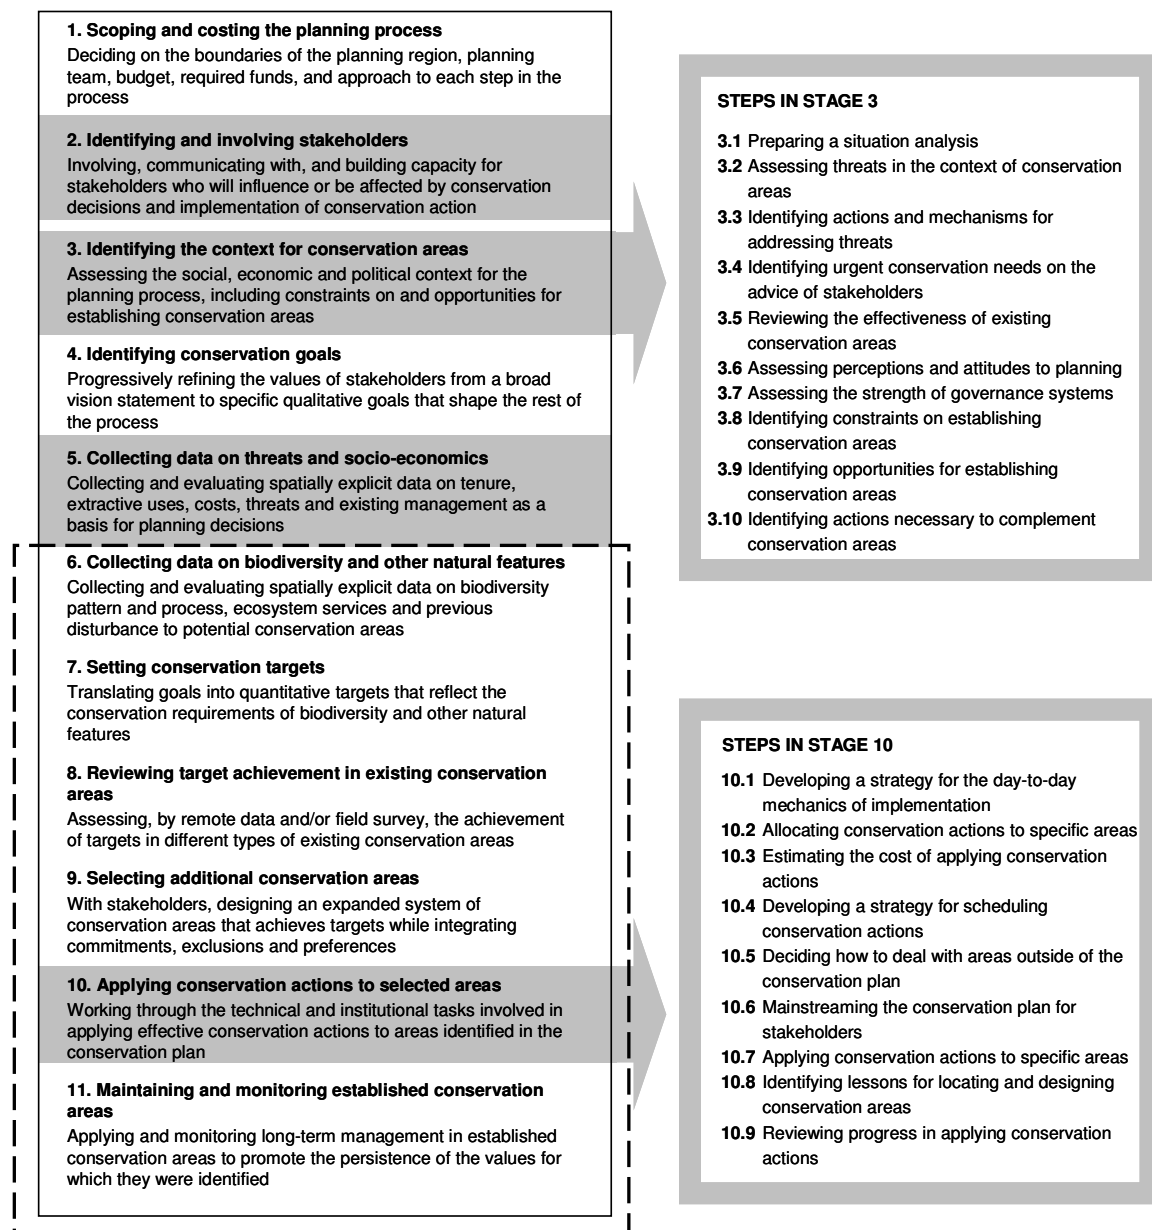 1. Scoping and costing the planning process
Deciding on the boundaries of the planning region, planning
team, budget, required funds, and approach to each step in the
process
2. Identifying and involving stakeholders
Involving, communicating with, and building capacity for
stakeholders who will influence or be affected by conservation
decisions and implementation of conservation action
3. Identifying the context for conservation areas
Assessing the social, economic and political context for the
planning process, including constraints on and opportunities for
establishing conservation areas
4. Identifying conservation goals
Progressively refining the values of stakeholders from a broad
vision statement to specific qualitative goals that shape the rest of
the process
5. Collecting data on threats and socio-economics
Collecting and evaluating spatially explicit data on tenure,
extractive uses, costs, threats and existing management as a
basis for planning decisions
6. Collecting data on biodiversity and other natural features
Collecting and evaluating spatially explicit data on biodiversity
pattern and process, ecosystem services and previous
disturbance to potential conservation areas
7. Setting conservation targets
Translating goals into quantitative targets that reflect the
conservation requirements of biodiversity and other natural
features
8. Reviewing target achievement in existing conservation
areas
Assessing, by remote data and/or field survey, the achievement
of targets in different types of existing conservation areas
9. Selecting additional conservation areas
With stakeholders, designing an expanded system of
conservation areas that achieves targets while integrating
commitments, exclusions and preferences
10. Applying conservation actions to selected areas
Working through the technical and institutional tasks involved in
applying effective conservation actions to areas identified in the
conservation plan
11. Maintaining and monitoring established conservation
areas
Applying and monitoring long-term management in established
conservation areas to promote the persistence of the values for
which they were identified
STEPS IN STAGE 3
3.1 Preparing a situation analysis
3.2 Assessing threats in the context of conservation
areas
3.3 Identifying actions and mechanisms for
addressing threats
3.4 Identifying urgent conservation needs on the
advice of stakeholders
3.5 Reviewing the effectiveness of existing
conservation areas
3.6 Assessing perceptions and attitudes to planning
3.7 Assessing the strength of governance systems
3.8 Identifying constraints on establishing
conservation areas
3.9 Identifying opportunities for establishing
conservation areas
3.10 Identifying actions necessary to complement
conservation areas
STEPS IN STAGE 10
10.1 Developing a strategy for the day-to-day
mechanics of implementation
10.2 Allocating conservation actions to specific areas
10.3 Estimating the cost of applying conservation
actions
10.4 Developing a strategy for scheduling
conservation actions
10.5 Deciding how to deal with areas outside of the
conservation plan
10.6 Mainstreaming the conservation plan for
stakeholders
10.7 Applying conservation actions to specific areas
10.8 Identifying lessons for locating and designing
conservation areas
10.9 Reviewing progress in applying conservation
actions